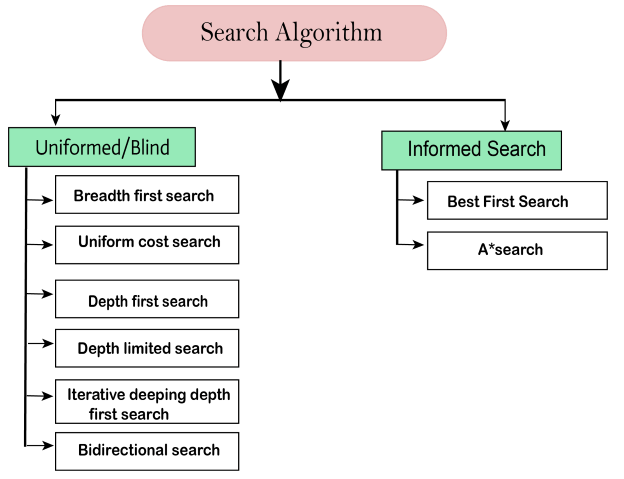 Search Algorithm
Uniformed/Blind
Breadth first search
Uniform cost search
Depth first search
Depth limited search
Iterative deeping depth
first search
Bidirectional search
Informed Search
Best First Search
A*search